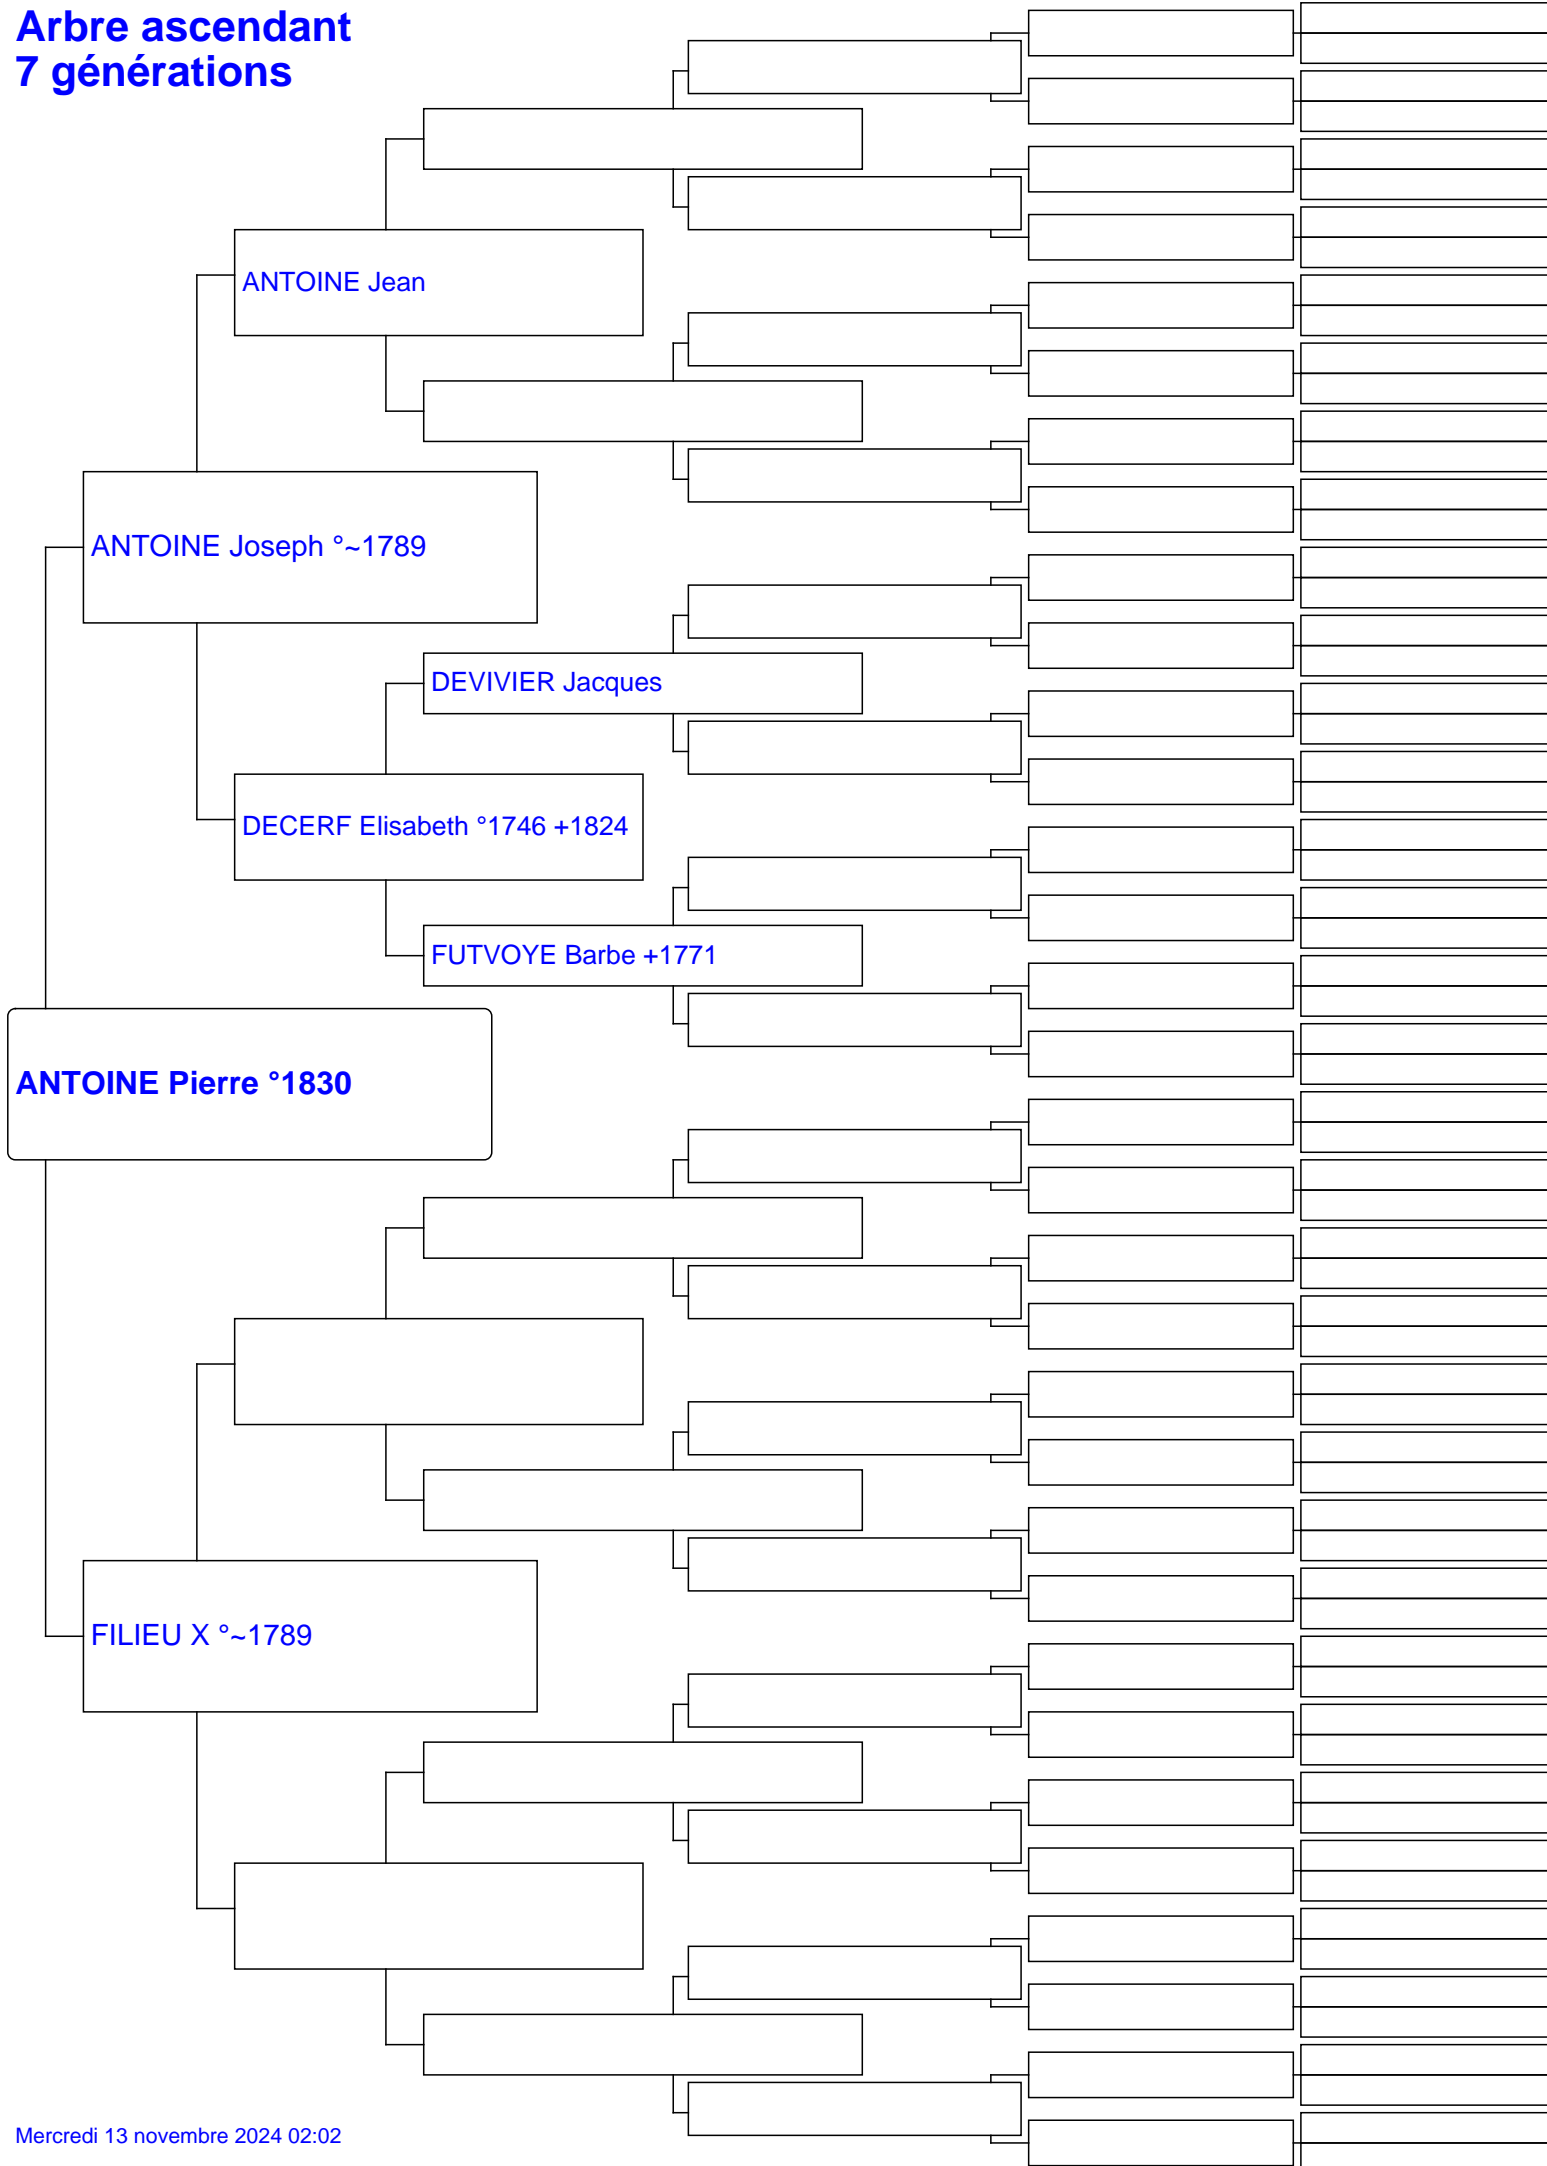 Arbre ascendant
7 générations
ANTOINE Jean
ANTOINE Joseph °~1789
DEVIVIER Jacques
DECERF Elisabeth °1746 +1824
FUTVOYE Barbe +1771
ANTOINE Pierre °1830
FILIEU X °~1789
Mercredi 13 novembre 2024 02:02